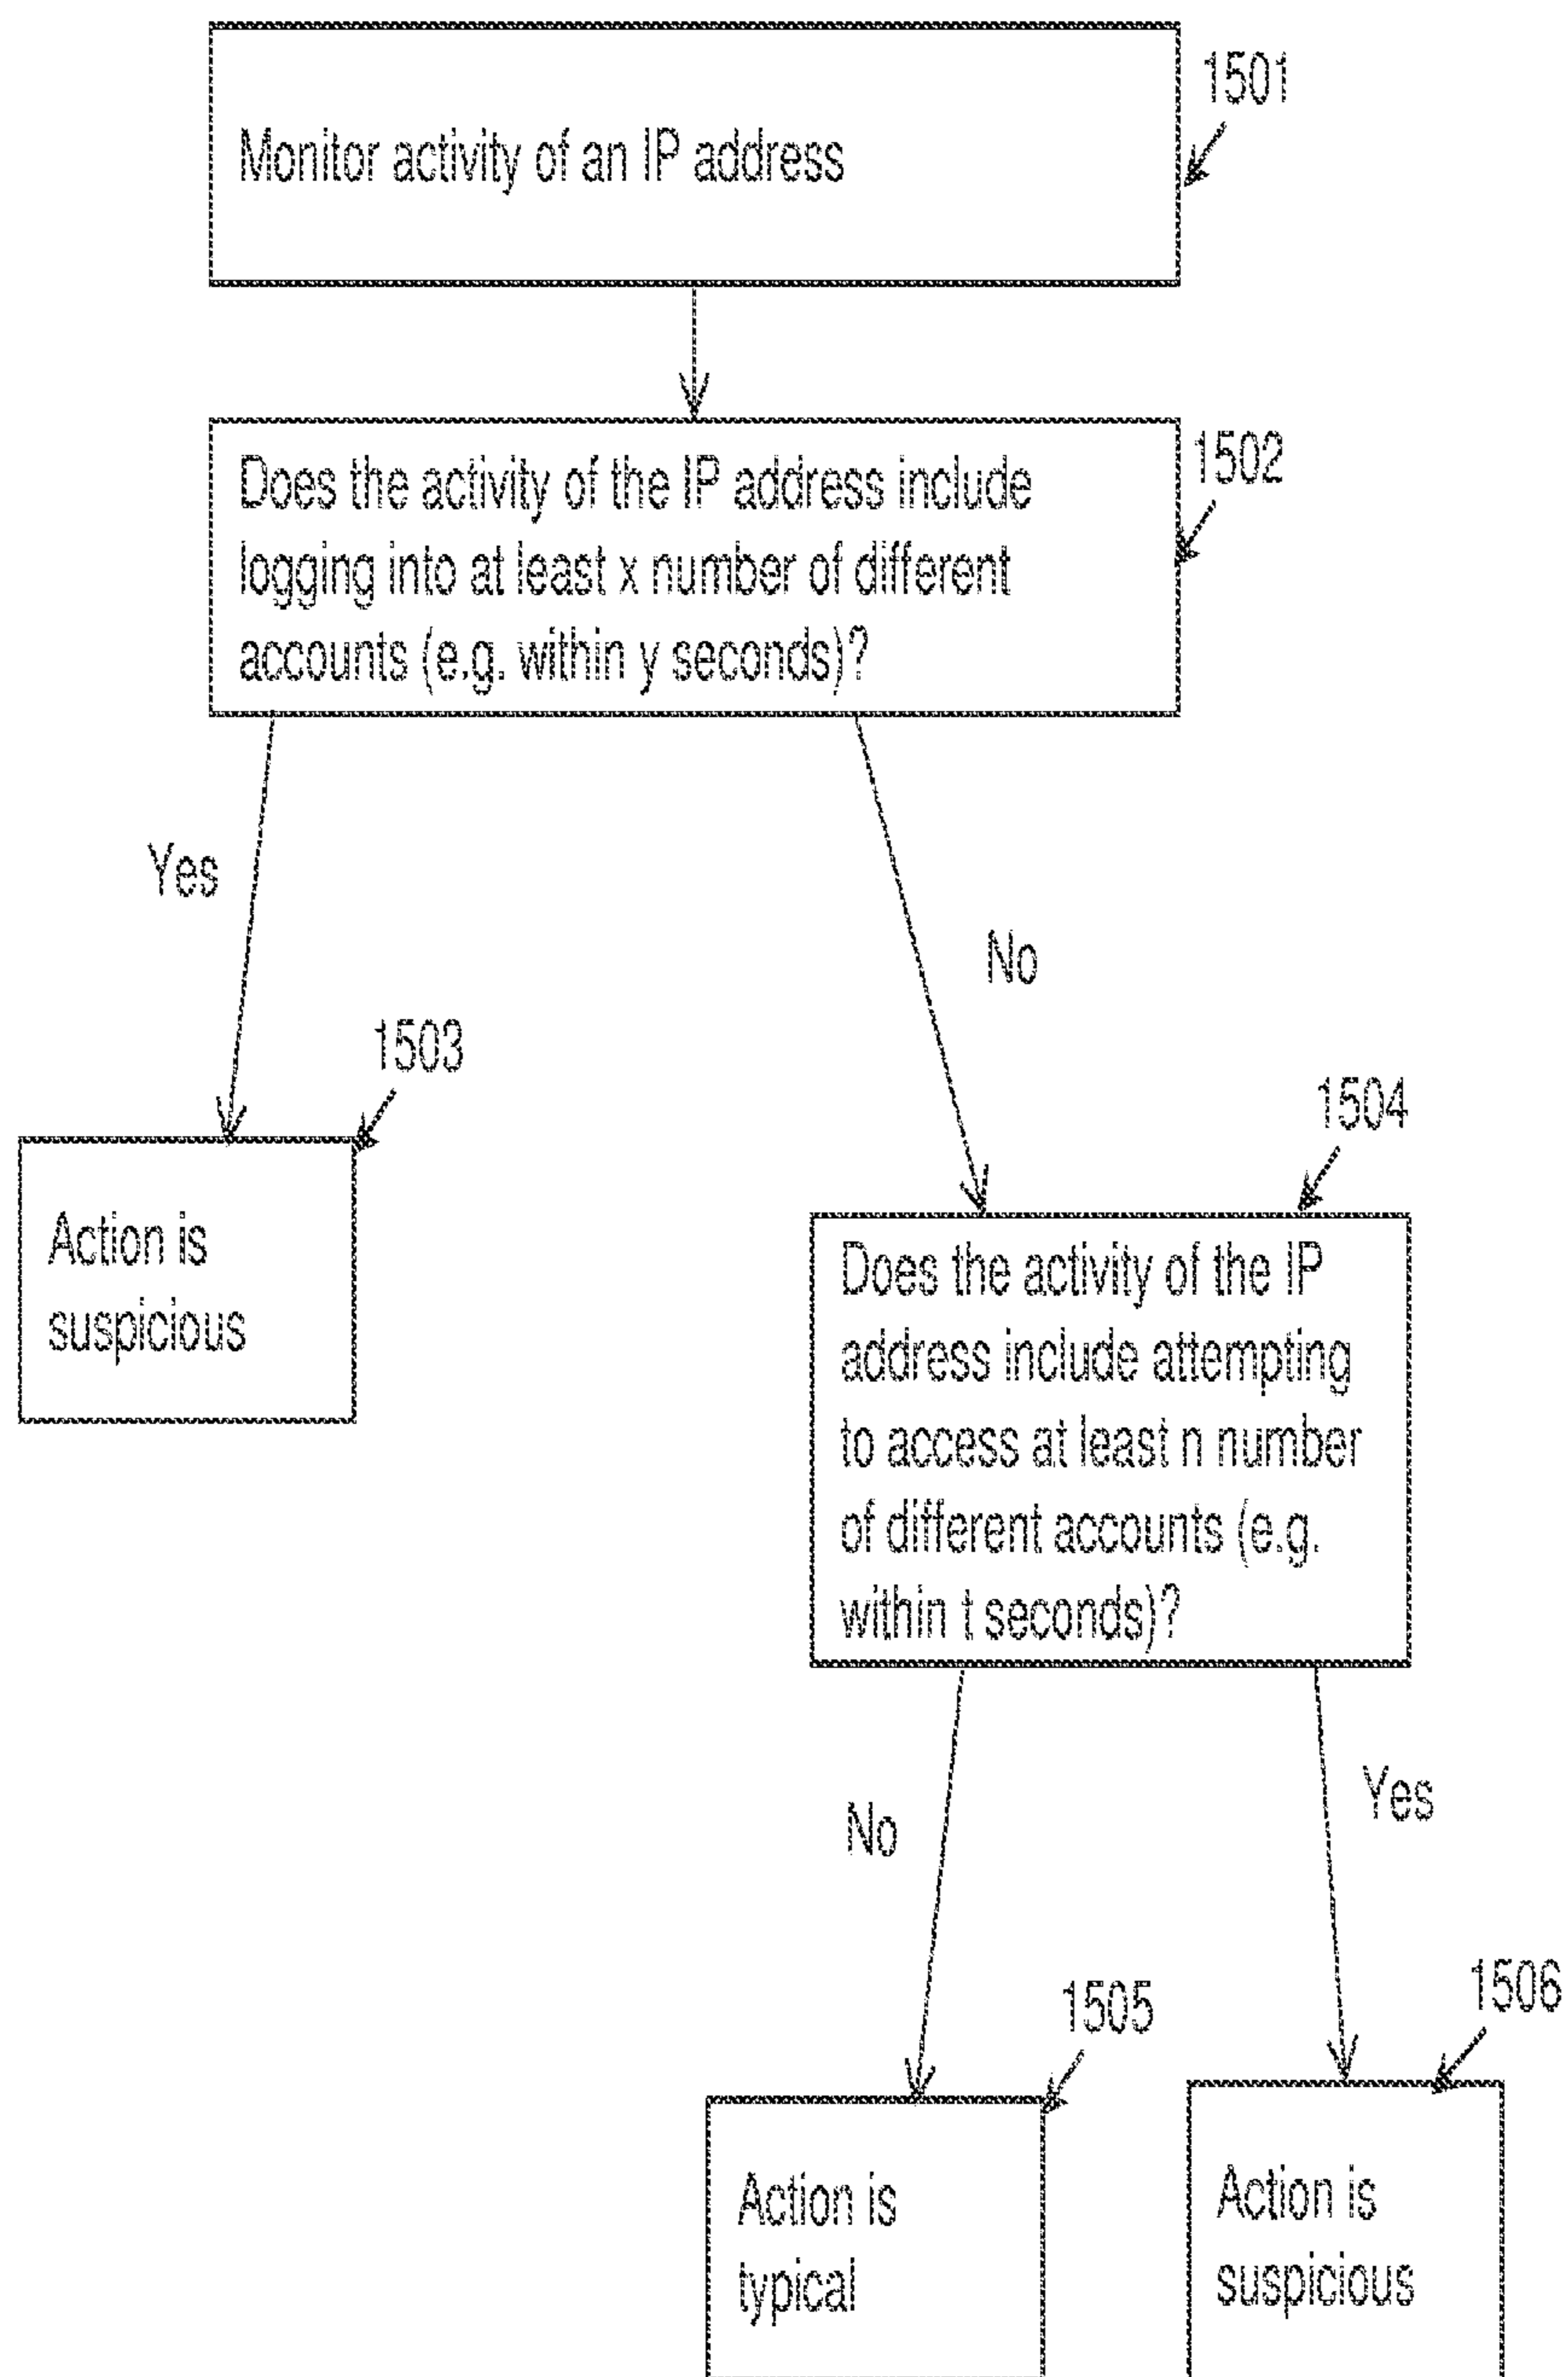 1501
Monitor activity of an IP address
1502
Does the activity of the IP address include
logging into at least x number of different
accounts (e.g. within y seconds)?
Yes
No
1503
Action is
suspicious
1504
Does the activity of the IP
address include attempting
to access at least n number
of different accounts (e.g.
within t seconds)?
No
Yes
1505
Action is
typical
1506
Action is
suspicious